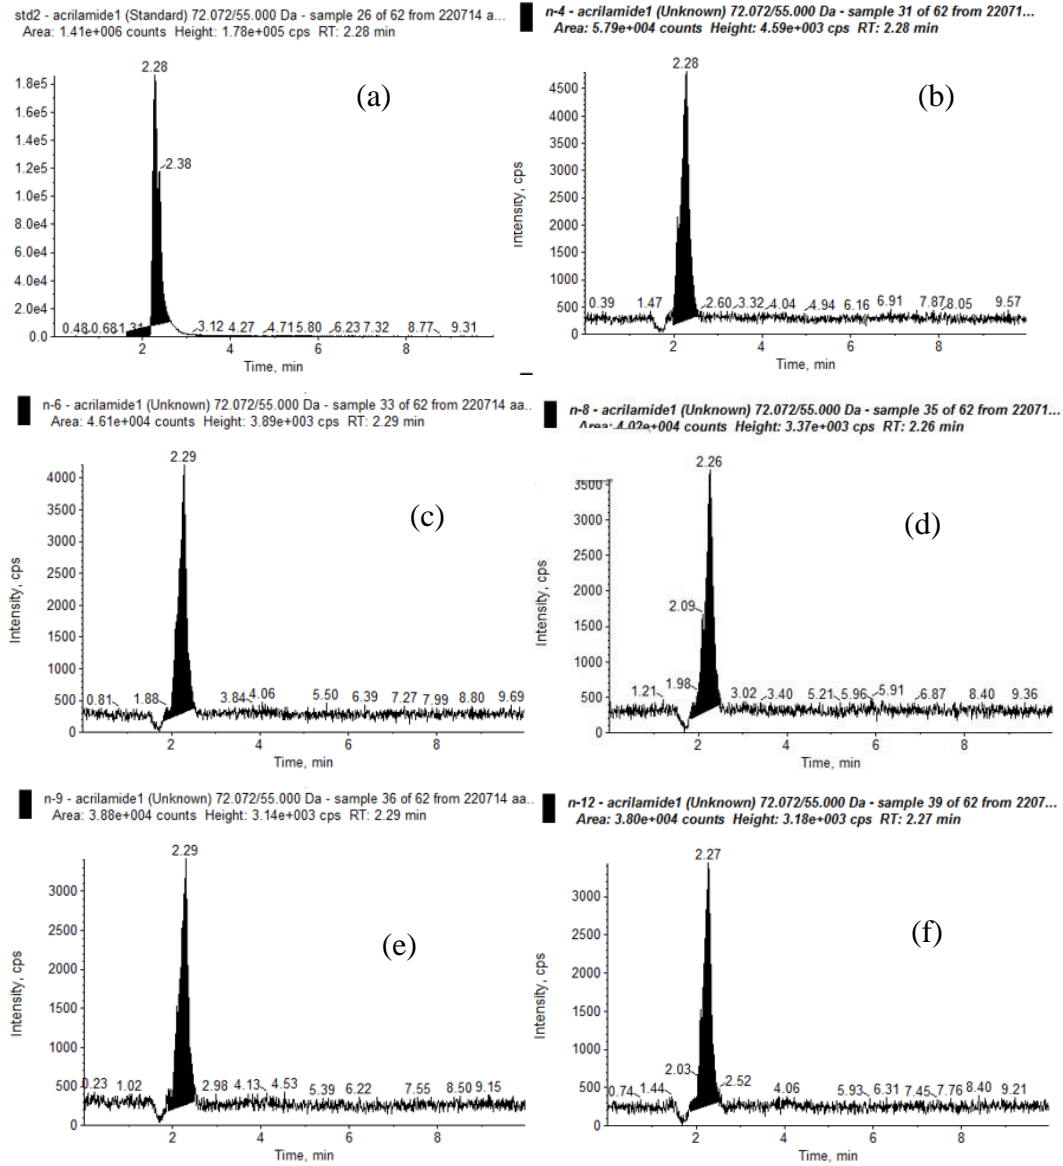 std2 - acrilamide1 (Standard) 72.072/55.000 Da - sample 26 of 62 from 220714 a...
Area: 1.41e+006 counts Height: 1.78e+005 cps RT: 2.28 min
2.28
(a)
1.8e5
1.6e5
1.4e5
1.2e5
1.0e5
8.0e4
6.0e4
4.0e4
2.0e4
0.0
2.38
0.48 0.68 1.31 3.12 4.27 4.71 5.80 6.23 7.32 8.77 9.31
2 4 6 8
Time, min
n-4 - acrilamide1 (Unknown) 72.072/55.000 Da - sample 31 of 62 from 22071...
Area: 5.79e+004 counts Height: 4.59e+003 cps RT: 2.28 min
2.28
(b)
Intensity, cps
4500
4000
3500
3000
2500
2000
1500
1000
500
0
0.39 1.47 2.60 3.32 4.04 4.94 6.16 6.91 7.87 8.05 9.57
2 4 6 8
Time, min
n-6 - acrilamide1 (Unknown) 72.072/55.000 Da - sample 33 of 62 from 220714 aa...
Area: 4.61e+004 counts Height: 3.89e+003 cps RT: 2.29 min
2.29
(c)
Intensity, cps
4000
3500
3000
2500
2000
1500
1000
500
0
0.81 1.88 3.84 4.06 5.50 6.39 7.27 7.99 8.80 9.69
2 4 6 8
Time, min
n-8 - acrilamide1 (Unknown) 72.072/55.000 Da - sample 35 of 62 from 22071...
Area: 4.02e+004 counts Height: 3.37e+003 cps RT: 2.26 min
2.26
(d)
Intensity, cps
3500
3000
2500
2000
1500
1000
500
0
2.09
1.21 1.98 3.02 3.40 5.21 5.96 5.91 6.87 8.40 9.36
2 4 6 8
Time, min
n-9 - acrilamide1 (Unknown) 72.072/55.000 Da - sample 36 of 62 from 220714 aa..
Area: 3.88e+004 counts Height: 3.14e+003 cps RT: 2.29 min
2.29
(e)
Intensity, cps
3000
2500
2000
1500
1000
500
0
0.23 1.02 2.98 4.13 4.53 5.39 6.22 7.55 8.50 9.15
2 4 6 8
Time, min
n-12 - acrilamide1 (Unknown) 72.072/55.000 Da - sample 39 of 62 from 2207...
Area: 3.80e+004 counts Height: 3.18e+003 cps RT: 2.27 min
2.27
(f)
Intensity, cps
3000
2500
2000
1500
1000
500
0
2.03 2.52
0.74 1.44 4.06 5.93 6.31 7.45 7.76 8.40 9.21
2 4 6 8
Time, min